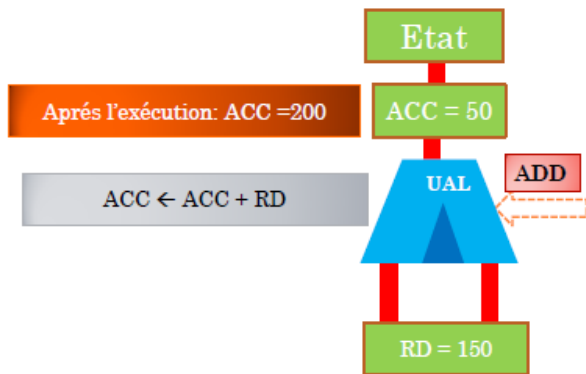 Etat
Aprés l'exécution: ACC =200
ACC = 50
UAL
ADD
ACC ← ACC + RD
RD = 150